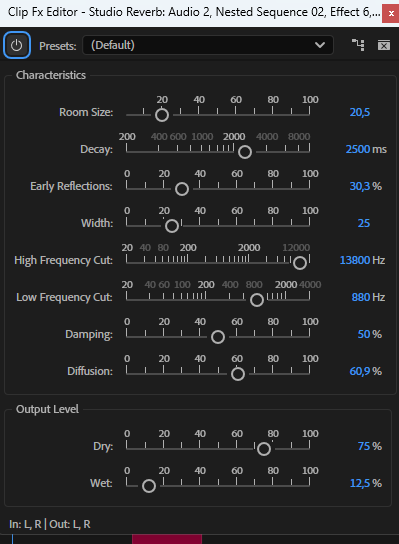 Clip Fx Editor - Studio Reverb: Audio 2, Nested Sequence 02, Effect 6,...
Presets: (Default)
Characteristics
0 20 40 60 80 100
Room Size: 20,5
200 400 600 1000 2000 4000 8000
Decay: 2500 ms
0 20 40 60 80 100
Early Reflections: 30,3 %
0 20 40 60 80 100
Width: 25
20 40 80 200 2000 12000
High Frequency Cut: 13800 Hz
20 40 60 100 200 400 800 2000 4000
Low Frequency Cut: 880 Hz
0 20 40 60 80 100
Damping: 50 %
0 20 40 60 80 100
Diffusion: 60,9 %
Output Level
0 20 40 60 80 100
Dry: 75 %
0 20 40 60 80 100
Wet: 12,5 %
In: L, R | Out: L, R